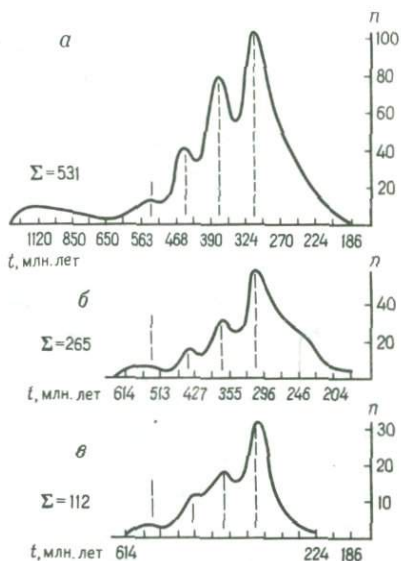 а
n
100
80
60
40
20
Σ=531
1120 850 650 563 468 390 324 270 224 186
t, млн. лет
б
n
40
20
Σ=265
614 513 427 355 296 246 204
t, млн. лет
в
n
30
20
10
Σ=112
614 224 186
t, млн. лет